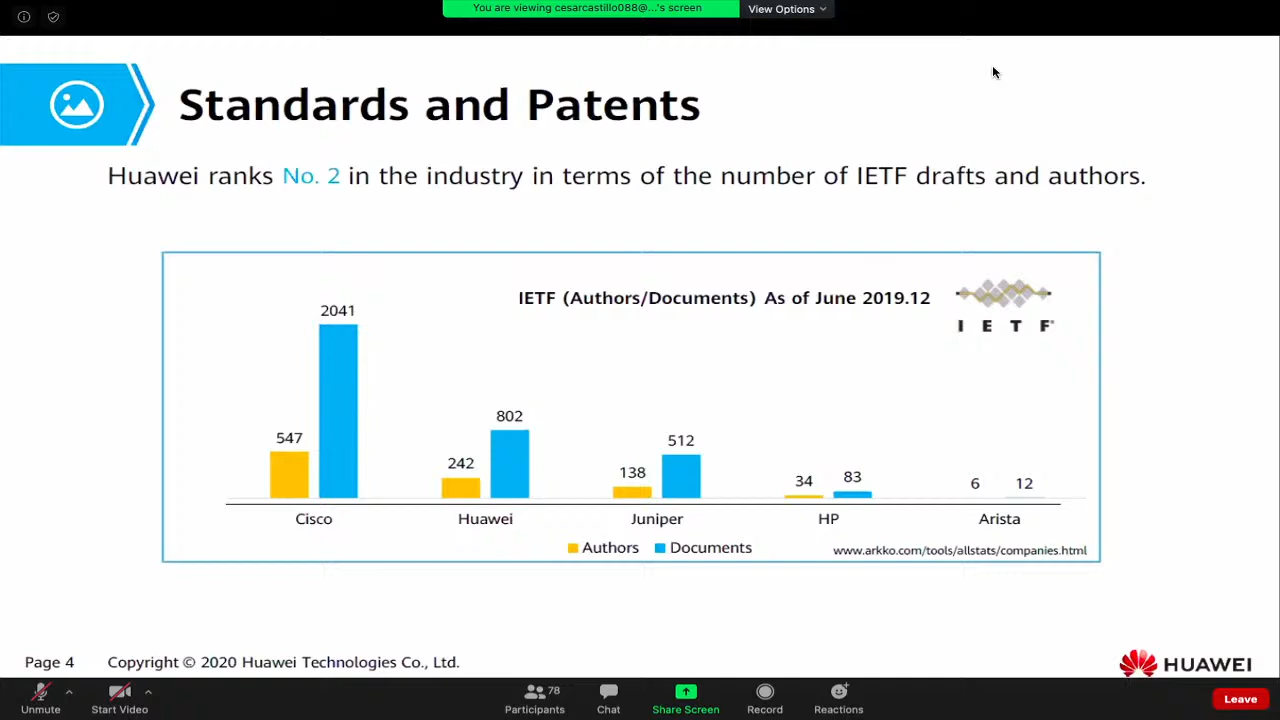 You are viewing cesarcastillo088@...'s screen
View Options
Standards and Patents
Huawei ranks No. 2 in the industry in terms of the number of IETF drafts and authors.
IETF (Authors/Documents) As of June 2019.12
I E T F
2041
547
802
242
512
138
34
83
6
12
Cisco
Huawei
Juniper
HP
Arista
Authors
Documents
www.arkko.com/tools/allstats/companies.html
Page 4
Copyright © 2020 Huawei Technologies Co., Ltd.
HUAWEI
Unmute
Start Video
78
Participants
Chat
Share Screen
Record
Reactions
Leave